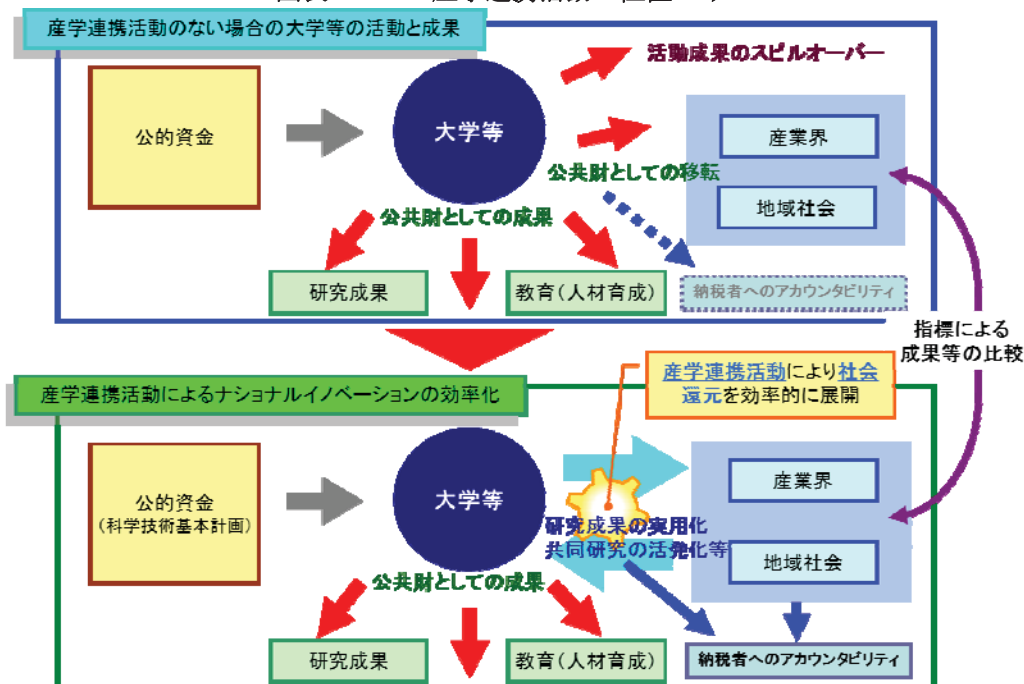 産学連携活動のない場合の大学等の活動と成果
活動成果のスピルオーバー
公的資金
大学等
産業界
公共財としての移転
地域社会
公共財としての成果
研究成果
教育(人材育成)
納税者へのアカウンタビリティ
指標による
成果等の比較
産学連携活動によるナショナルイノベーションの効率化
産学連携活動により社会
還元を効率的に展開
公的資金
(科学技術基本計画)
大学等
産業界
研究成果の実用化
共同研究の活発化等
地域社会
公共財としての成果
研究成果
教育(人材育成)
納税者へのアカウンタビリティ